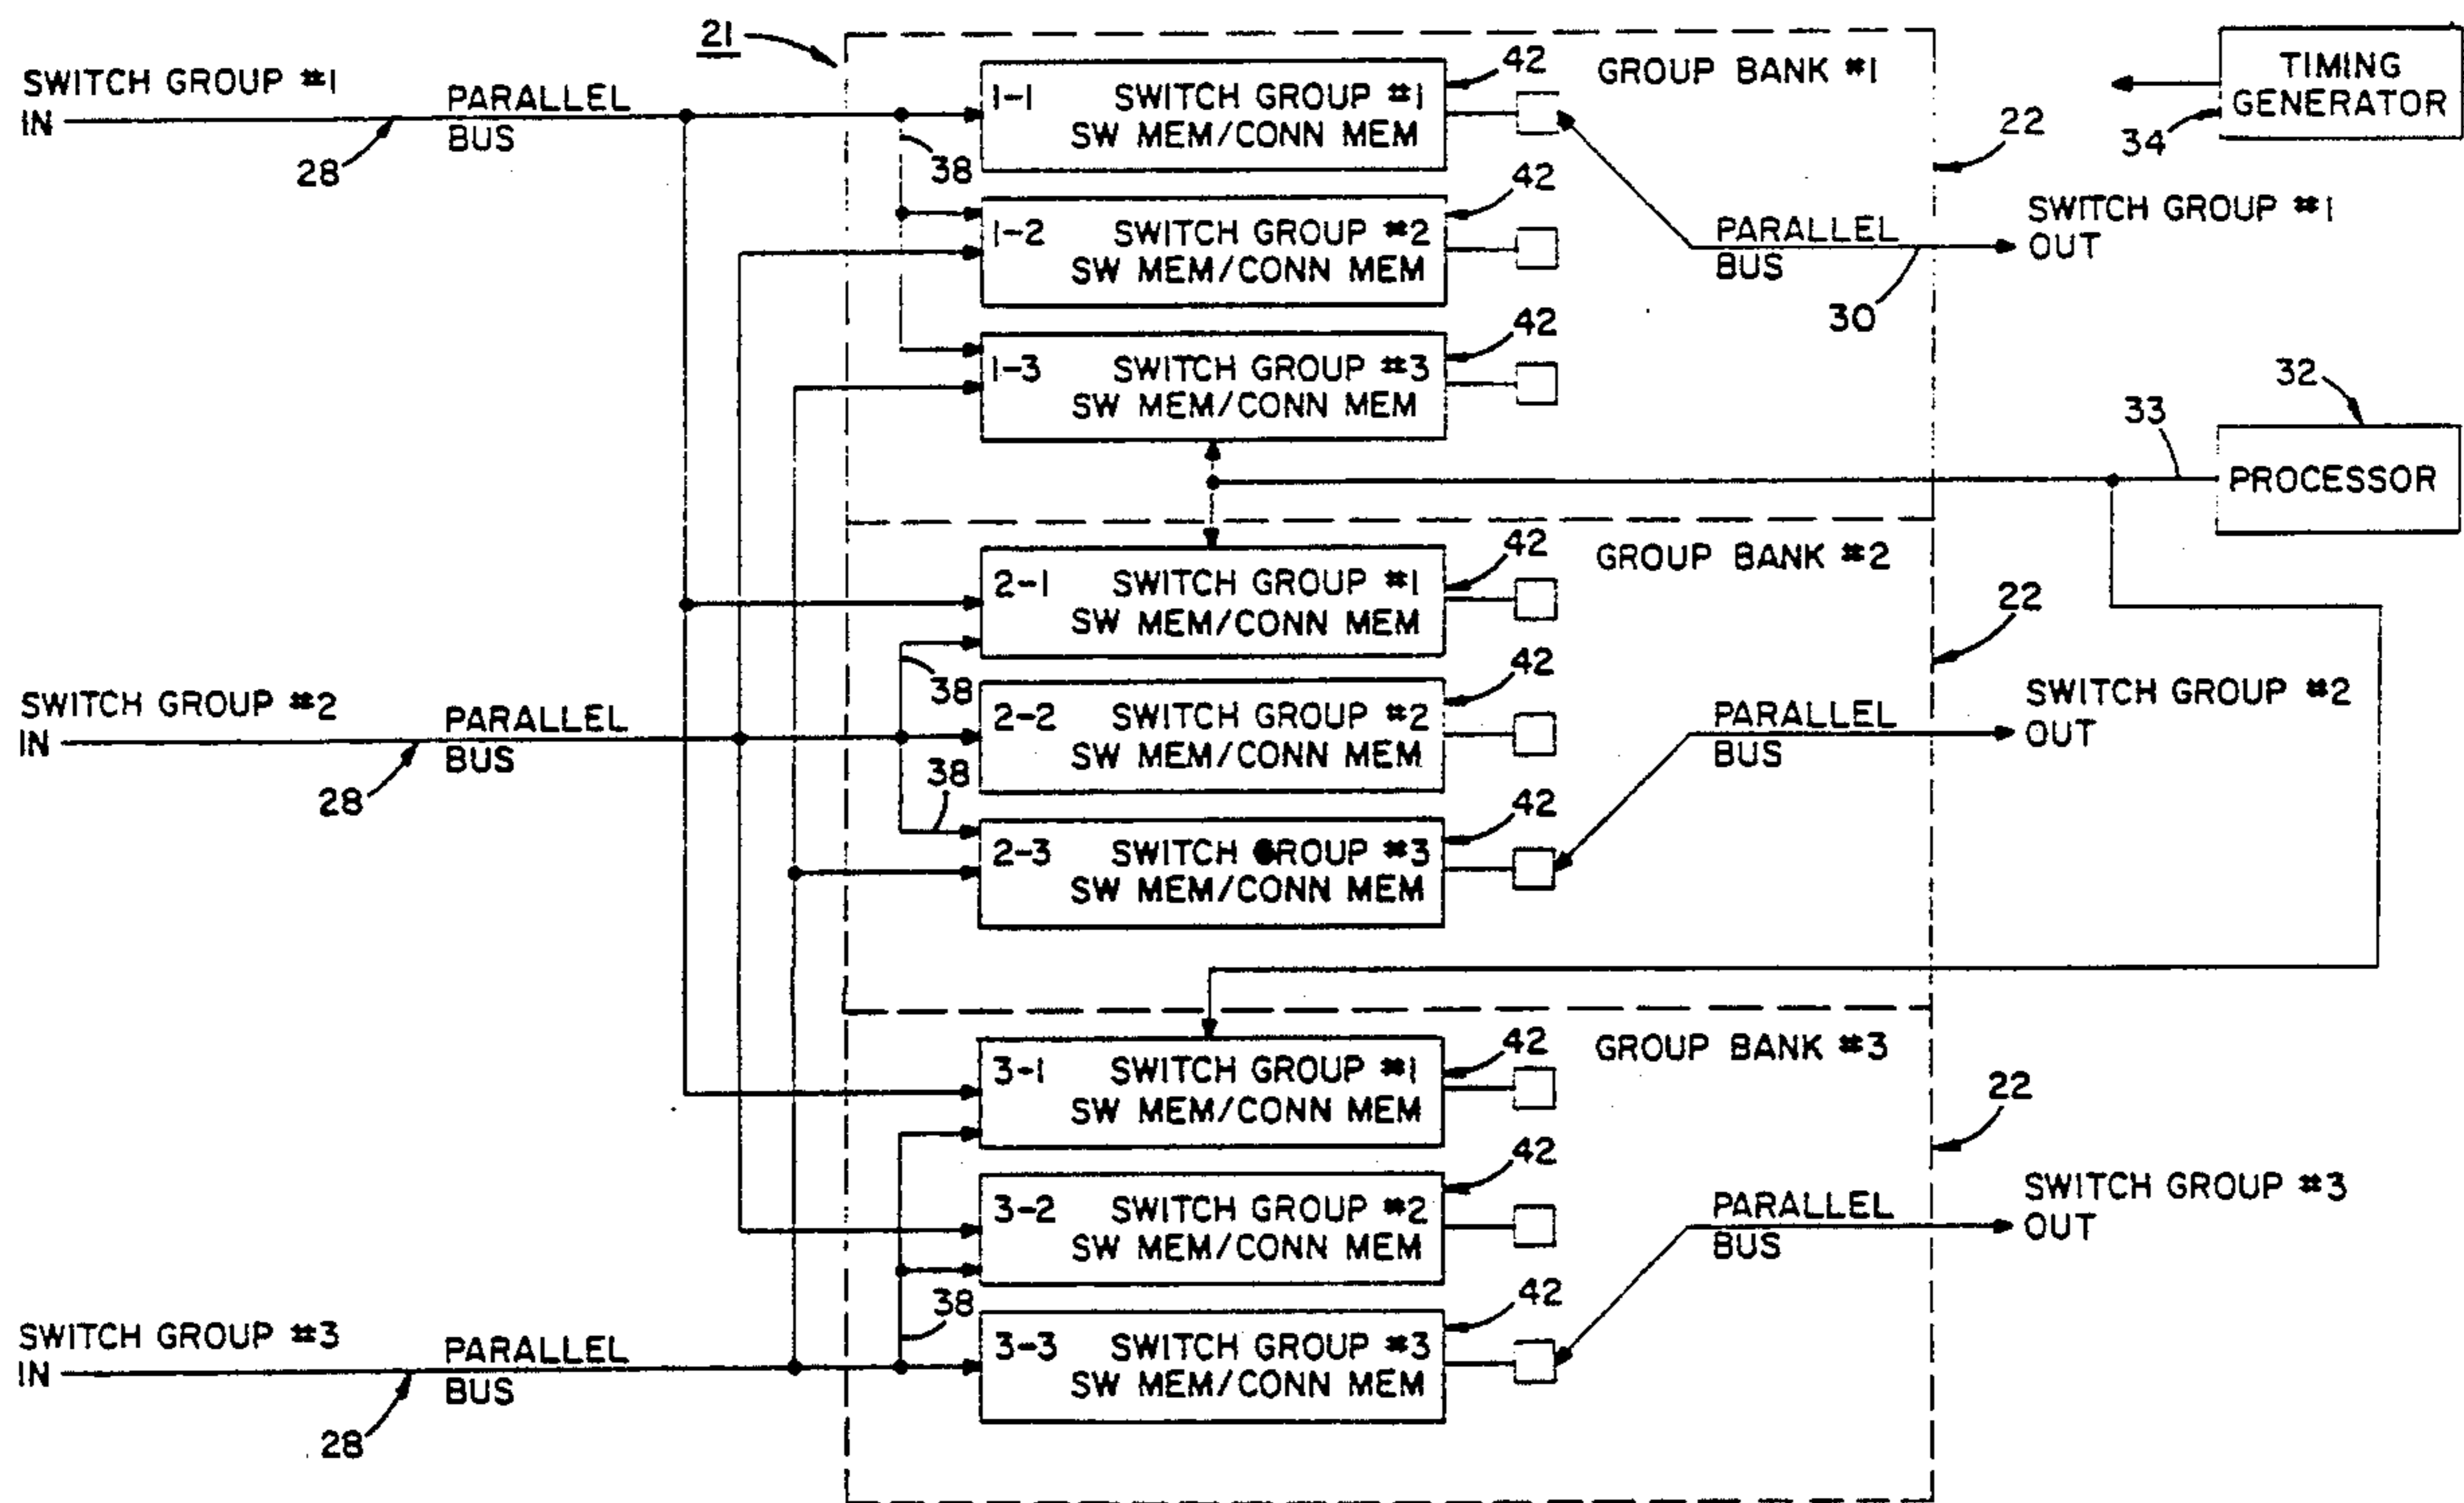 21
SWITCH GROUP #1
IN
PARALLEL
BUS
28
38
GROUP BANK #1
1-1 SWITCH GROUP #1
SW MEM/CONN MEM
42
1-2 SWITCH GROUP #2
SW MEM/CONN MEM
42
1-3 SWITCH GROUP #3
SW MEM/CONN MEM
42
PARALLEL
BUS
30
22
SWITCH GROUP #1
OUT
TIMING
GENERATOR
34
32
33
PROCESSOR
SWITCH GROUP #2
IN
PARALLEL
BUS
28
38
38
GROUP BANK #2
2-1 SWITCH GROUP #1
SW MEM/CONN MEM
42
2-2 SWITCH GROUP #2
SW MEM/CONN MEM
42
2-3 SWITCH GROUP #3
SW MEM/CONN MEM
42
PARALLEL
BUS
22
SWITCH GROUP #2
OUT
SWITCH GROUP #3
IN
PARALLEL
BUS
28
38
GROUP BANK #3
3-1 SWITCH GROUP #1
SW MEM/CONN MEM
42
3-2 SWITCH GROUP #2
SW MEM/CONN MEM
42
3-3 SWITCH GROUP #3
SW MEM/CONN MEM
42
PARALLEL
BUS
22
SWITCH GROUP #3
OUT